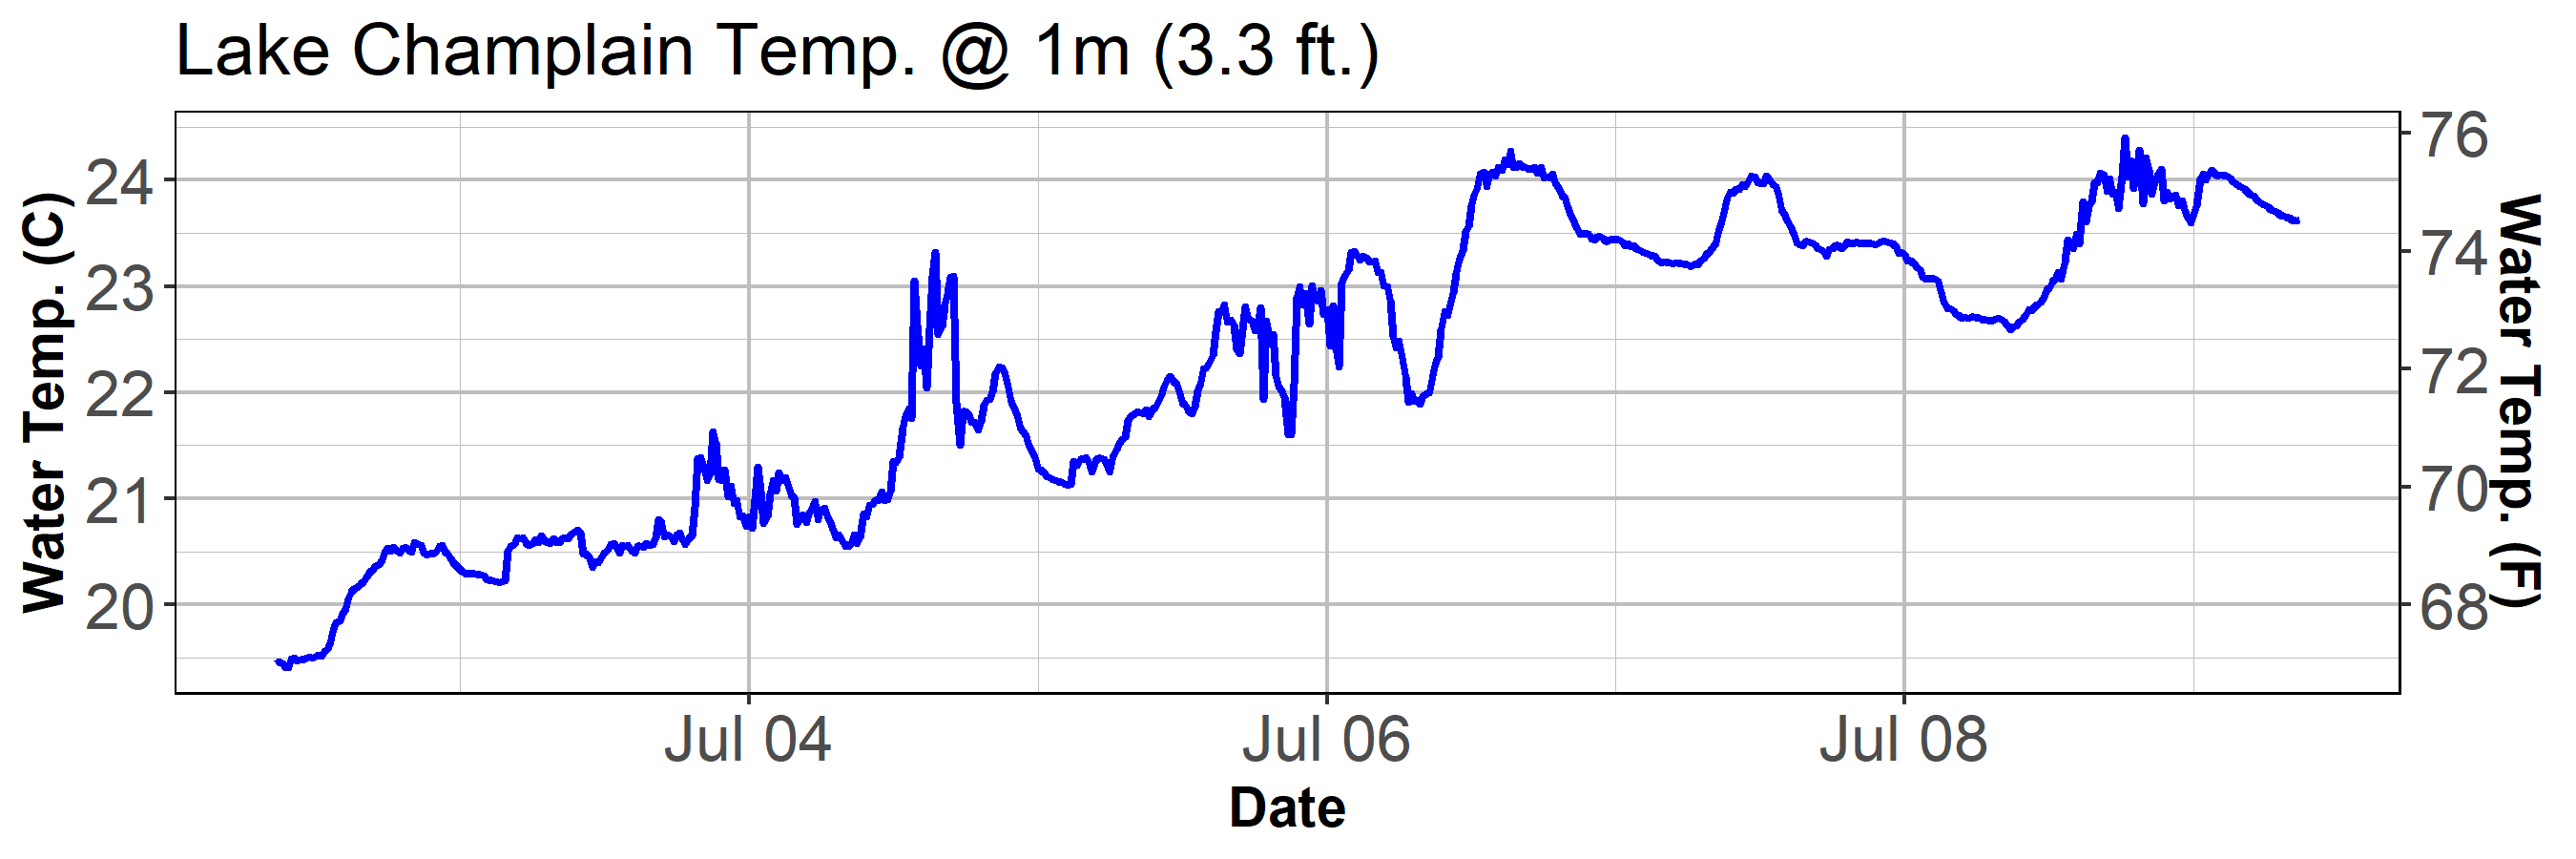 Lake Champlain Temp. @ 1m (3.3 ft.)
Water Temp. (C)
24
23
22
21
20
76
74
72
70
68
Water Temp. (F)
Jul 04
Jul 06
Jul 08
Date